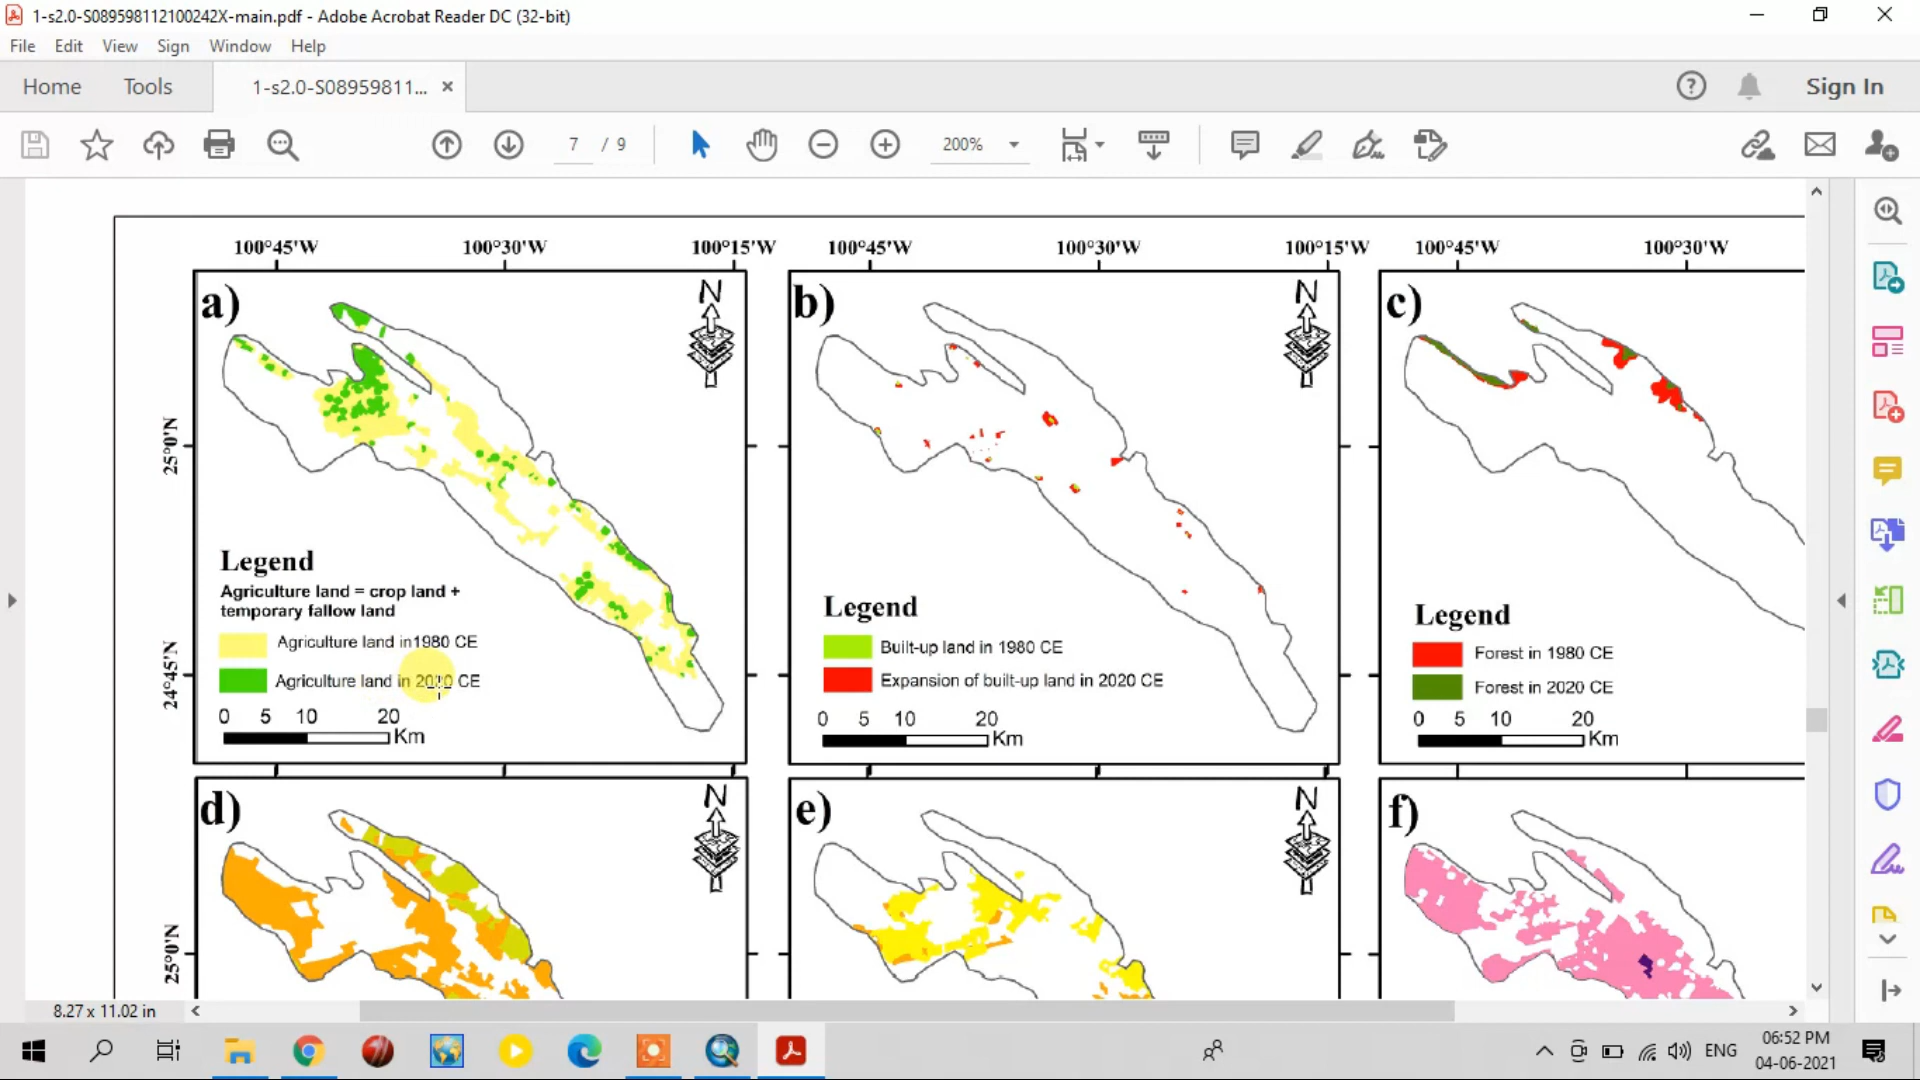 1-s2.0-S089598112100242X-main.pdf - Adobe Acrobat Reader DC (32-bit)
File Edit View Sign Window Help
Home Tools 1-s2.0-S08959811... × Sign In
7 / 9 200%
100°45'W 100°30'W 100°15'W 100°45'W 100°30'W 100°15'W 100°45'W 100°30'W
a) N b) N c)
25°0'N
Legend
Agriculture land = crop land +
temporary fallow land
Agriculture land in1980 CE
Agriculture land in 2020 CE
0 5 10 20
Km
24°45'N
Legend
Built-up land in 1980 CE
Expansion of built-up land in 2020 CE
0 5 10 20
Km
Legend
Forest in 1980 CE
Forest in 2020 CE
0 5 10 20
Km
d) N e) N f)
25°0'N
8.27 x 11.02 in
ENG
06:52 PM
04-06-2021